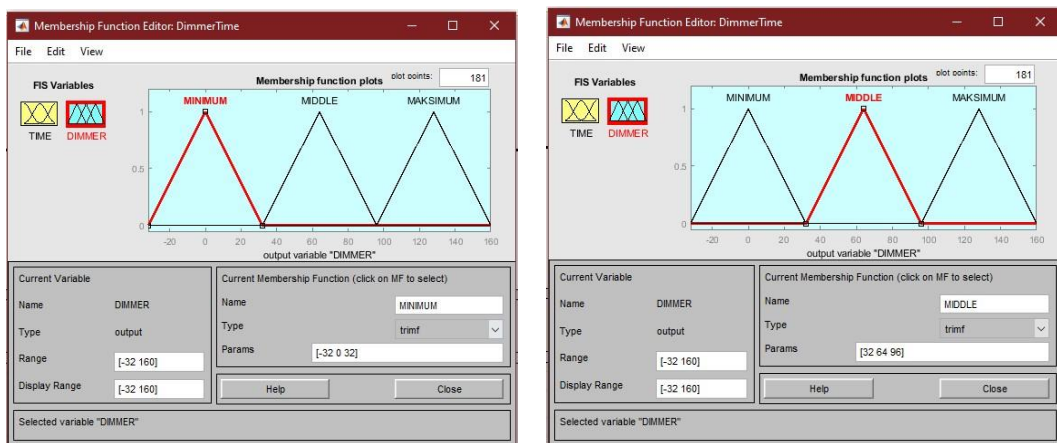 Membership Function Editor: DimmerTime
File Edit View
FIS Variables
Membership function plots plot points: 181
TIME DIMMER
MINIMUM MIDDLE MAKSIMUM
1
0.5
0
-20 0 20 40 60 80 100 120 140 160
output variable "DIMMER"
Current Variable
Name DIMMER
Type output
Range [-32 160]
Display Range [-32 160]
Current Membership Function (click on MF to select)
Name MINIMUM
Type trimf
Params [-32 0 32]
Help Close
Selected variable "DIMMER"
Membership Function Editor: DimmerTime
File Edit View
FIS Variables
Membership function plots plot points: 181
TIME DIMMER
MINIMUM MIDDLE MAKSIMUM
1
0.5
0
-20 0 20 40 60 80 100 120 140 160
output variable "DIMMER"
Current Variable
Name DIMMER
Type output
Range [-32 160]
Display Range [-32 160]
Current Membership Function (click on MF to select)
Name MIDDLE
Type trimf
Params [32 64 96]
Help Close
Selected variable "DIMMER"